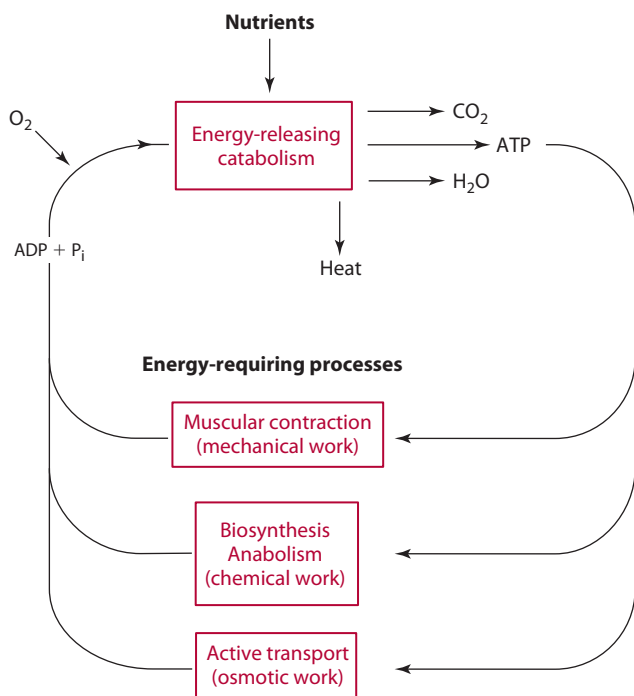 Nutrients
O₂
Energy-releasing
catabolism
CO₂
ATP
H₂O
ADP + Pᵢ
Heat
Energy-requiring processes
Muscular contraction
(mechanical work)
Biosynthesis
Anabolism
(chemical work)
Active transport
(osmotic work)